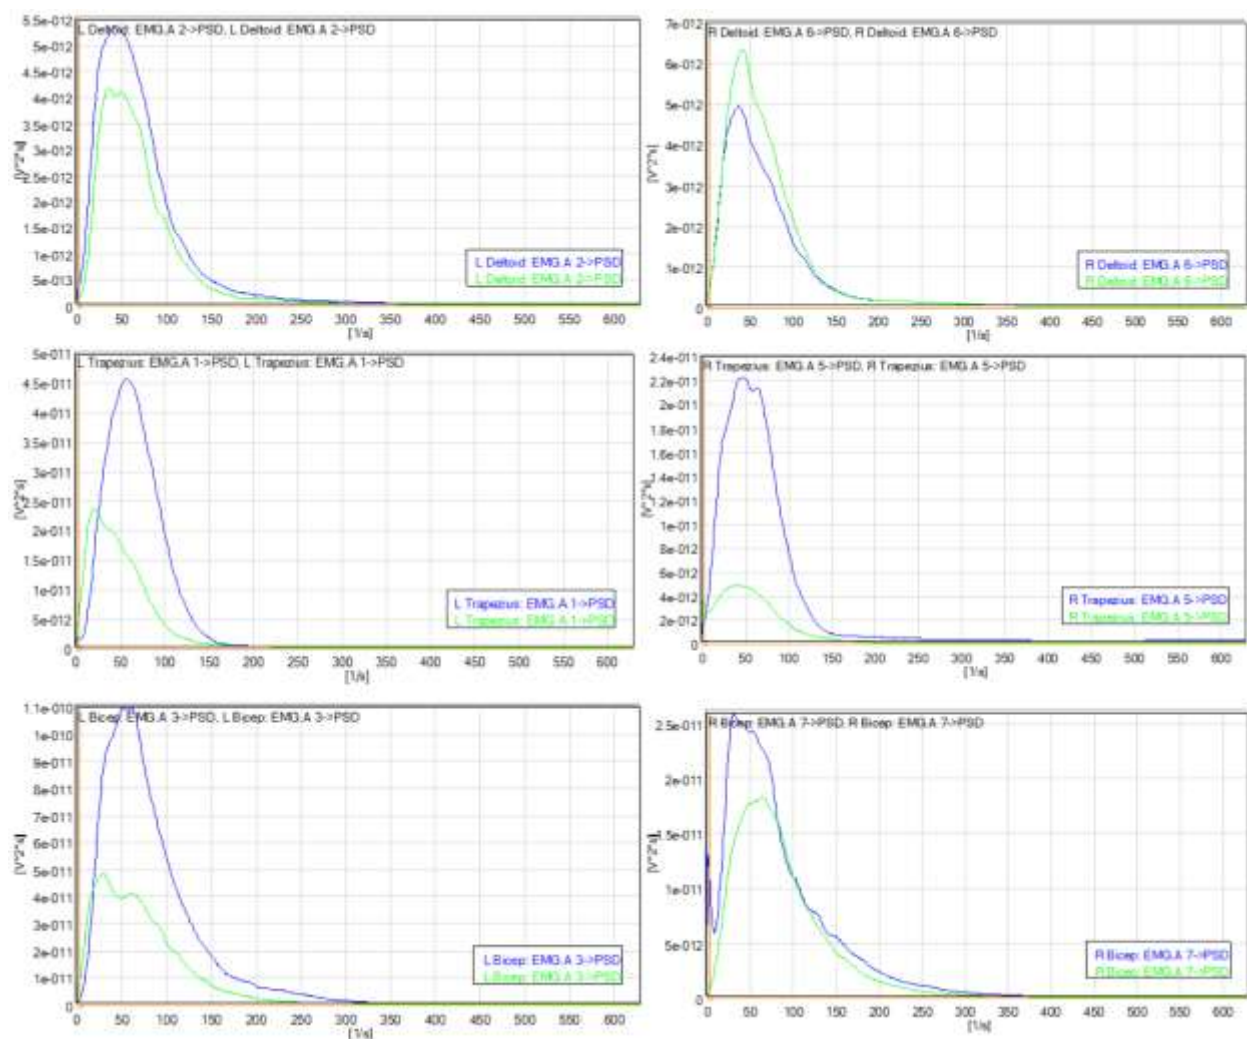 L Deltoid: EMG.A 2->PSD, L Deltoid: EMG.A 2->PSD
5.5e-012
5e-012
4.5e-012
4e-012
3.5e-012
3e-012
2.5e-012
2e-012
1.5e-012
1e-012
5e-013
0
[V^2*s]
L Deltoid: EMG.A 2->PSD
L Deltoid: EMG.A 2->PSD
0 50 100 150 200 250 300 350 400 450 500 550 600
[1/s]
R Deltoid: EMG.A 6->PSD, R Deltoid: EMG.A 6->PSD
7e-012
6e-012
5e-012
4e-012
3e-012
2e-012
1e-012
0
[V^2*s]
R Deltoid: EMG.A 6->PSD
R Deltoid: EMG.A 6->PSD
0 50 100 150 200 250 300 350 400 450 500 550 600
[1/s]
L Trapezius: EMG.A 1->PSD, L Trapezius: EMG.A 1->PSD
5e-011
4.5e-011
4e-011
3.5e-011
3e-011
2.5e-011
2e-011
1.5e-011
1e-011
5e-012
0
[V^2*s]
L Trapezius: EMG.A 1->PSD
L Trapezius: EMG.A 1->PSD
0 50 100 150 200 250 300 350 400 450 500 550 600
[1/s]
R Trapezius: EMG.A 5->PSD, R Trapezius: EMG.A 5->PSD
2.4e-011
2.2e-011
2e-011
1.8e-011
1.6e-011
1.4e-011
1.2e-011
1e-011
8e-012
6e-012
4e-012
2e-012
0
[V^2*s]
R Trapezius: EMG.A 5->PSD
R Trapezius: EMG.A 5->PSD
0 50 100 150 200 250 300 350 400 450 500 550 600
[1/s]
L Bicep: EMG.A 3->PSD, L Bicep: EMG.A 3->PSD
1.1e-010
1e-010
9e-011
8e-011
7e-011
6e-011
5e-011
4e-011
3e-011
2e-011
1e-011
0
[V^2*s]
L Bicep: EMG.A 3->PSD
L Bicep: EMG.A 3->PSD
0 50 100 150 200 250 300 350 400 450 500 550 600
[1/s]
R Bicep: EMG.A 7->PSD, R Bicep: EMG.A 7->PSD
2.5e-011
2e-011
1.5e-011
1e-011
5e-012
0
[V^2*s]
R Bicep: EMG.A 7->PSD
R Bicep: EMG.A 7->PSD
0 50 100 150 200 250 300 350 400 450 500 550 600
[1/s]